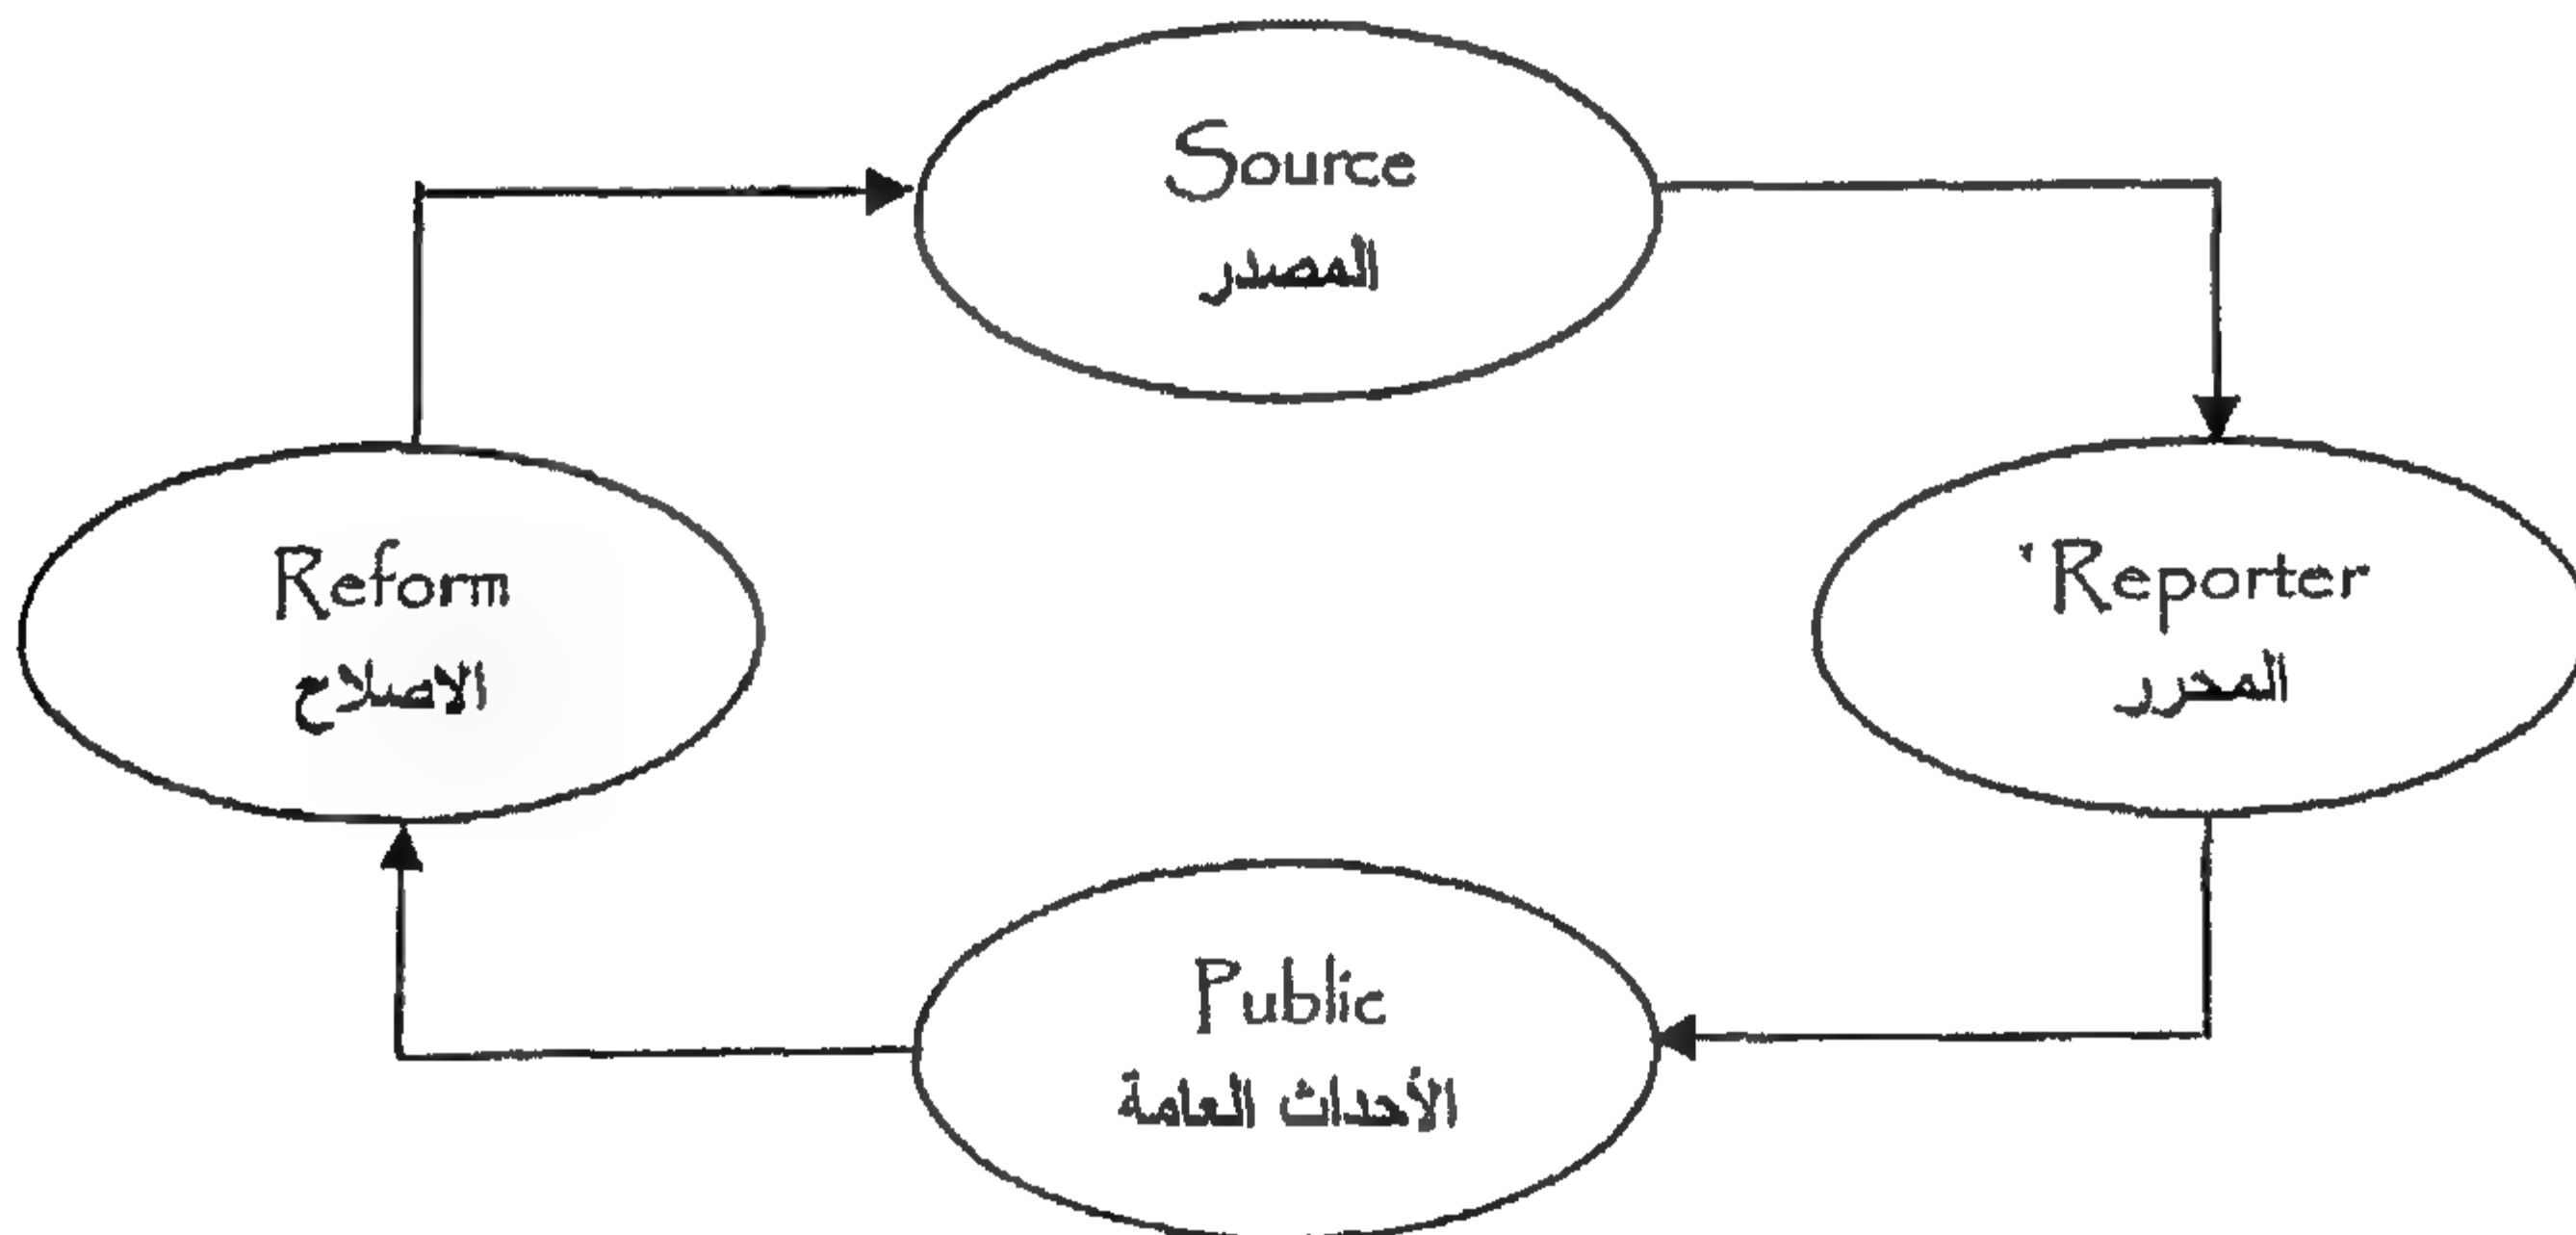 Source
المصدر
Reform
الاصلاح
Reporter
المحرر
Public
الأحداث العامة